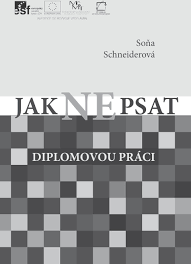 Soňa
Schneiderová
JAK NE PSAT
DIPLOMOVOU PRÁCI